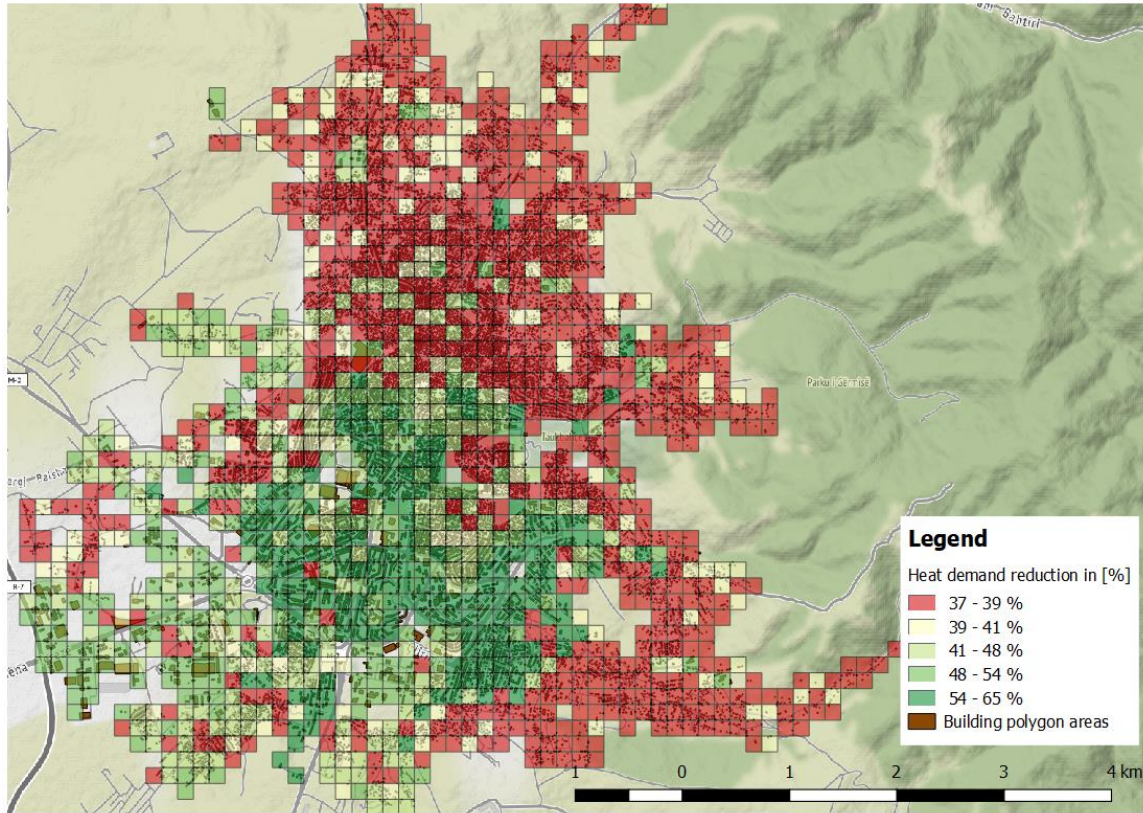 Bahtiri
M-2
Parku i Gërmisë
R-7
Legend
Heat demand reduction in [%]
37 - 39 %
39 - 41 %
41 - 48 %
48 - 54 %
54 - 65 %
Building polygon areas
1 0 1 2 3 4 km